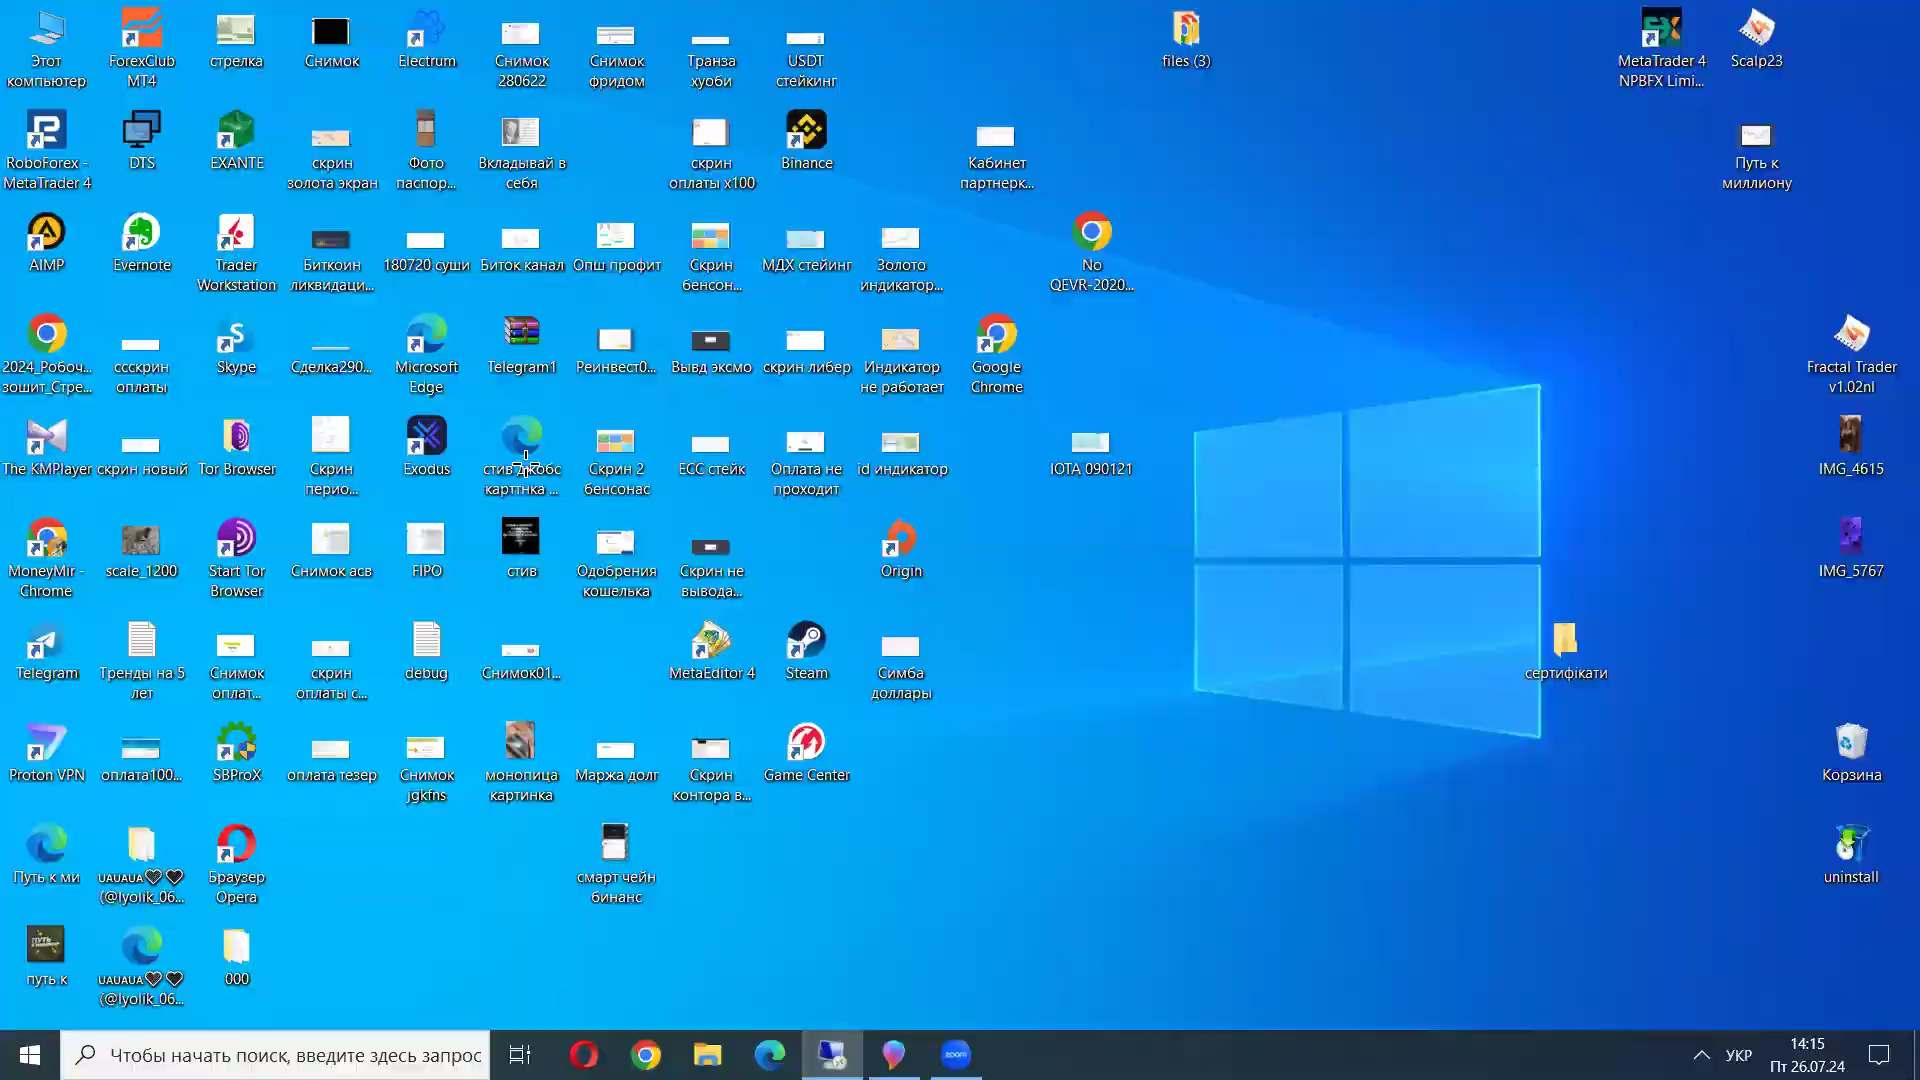 Этот
компьютер
ForexClub
MT4
стрелка
Снимок
Electrum
Снимок
280622
Снимок
фридом
Транза
хуоби
USDT
стейкинг
files (3)
MetaTrader 4
NPBFX Limi...
Scalp23
RoboForex -
MetaTrader 4
DTS
EXANTE
скрин
золота экран
Фото
паспор...
Вкладывай в
себя
скрин
оплаты х100
Binance
Кабинет
партнерк...
Путь к
миллиону
AIMP
Evernote
Trader
Workstation
Биткоин
ликвидаци...
180720 суши
Биток канал
Опш профит
Скрин
бенсон...
МДХ стейінг
Золото
индикатор...
No
QEVR-2020...
2024_Робоч...
зошит_Стре...
ссскрин
оплаты
Skype
Сделка290...
Microsoft
Edge
Telegram1
Реинвест0...
Вывд эксмо
скрин либер
Индикатор
не работает
Google
Chrome
Fractal Trader
v1.02nl
The KMPlayer
скрин новый
Tor Browser
Скрин
перио...
Exodus
стив джобс
карттнка ...
Скрин 2
бенсонас
ЕСС стейк
Оплата не
проходит
id индикатор
IOTA 090121
IMG_4615
MoneyMir -
Chrome
scale_1200
Start Tor
Browser
Снимок асв
FIPO
стив
Одобрения
кошелька
Скрин не
вывода...
Origin
IMG_5767
Telegram
Тренды на 5
лет
Снимок
оплат...
скрин
оплаты с...
debug
Снимок01...
MetaEditor 4
Steam
Симба
доллары
сертифікати
Proton VPN
оплата100...
SBProX
оплата тезер
Снимок
jgkfns
монопица
картинка
Маржа долг
Скрин
контора в...
Game Center
Корзина
Путь к ми
UAUAUA🖤🖤
(@lyolik_06...
Браузер
Opera
смарт чейн
бинанс
uninstall
ПУТЬ
путь к
UAUAUA🖤🖤
(@lyolik_06...
000
Чтобы начать поиск, введите здесь запрос
zoom
УКР
14:15
Пт 26.07.24